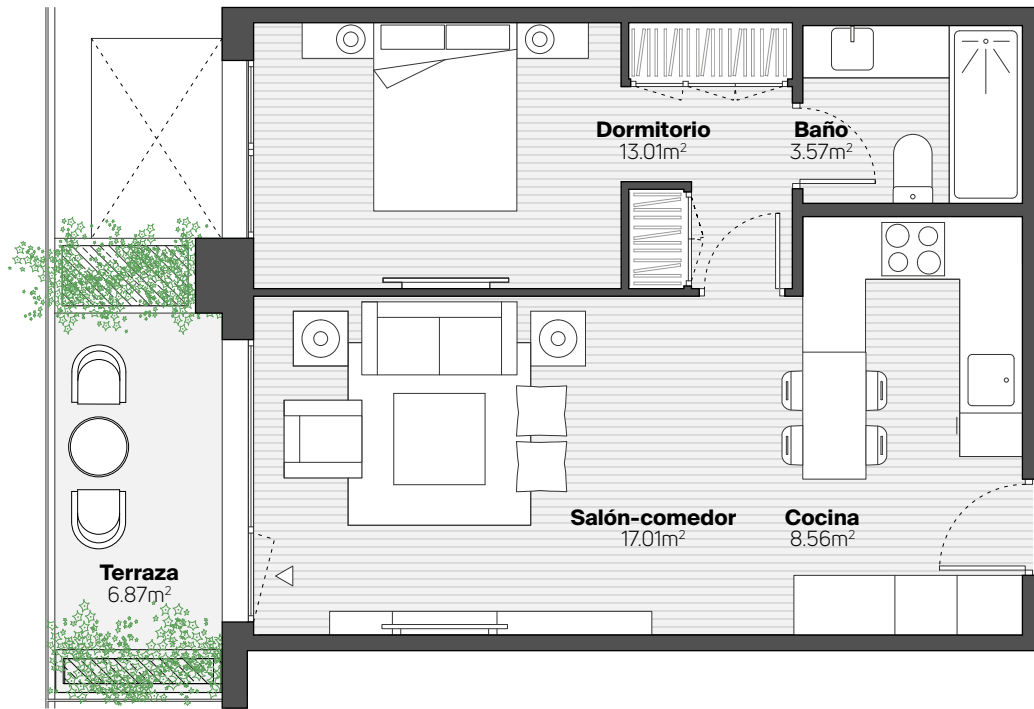 Dormitorio
13.01m²
Baño
3.57m²
Salón-comedor
17.01m²
Cocina
8.56m²
Terraza
6.87m²